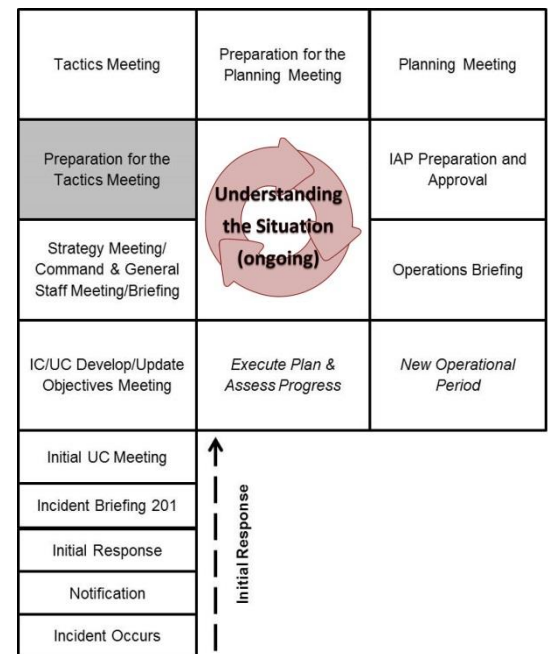 Tactics Meeting
Preparation for the
Planning Meeting
Planning Meeting
Preparation for the
Tactics Meeting
Understanding
the Situation
(ongoing)
IAP Preparation and
Approval
Strategy Meeting/
Command & General
Staff Meeting/Briefing
Operations Briefing
IC/UC Develop/Update
Objectives Meeting
Execute Plan &
Assess Progress
New Operational
Period
Initial UC Meeting
Incident Briefing 201
Initial Response
Notification
Incident Occurs
Initial Response